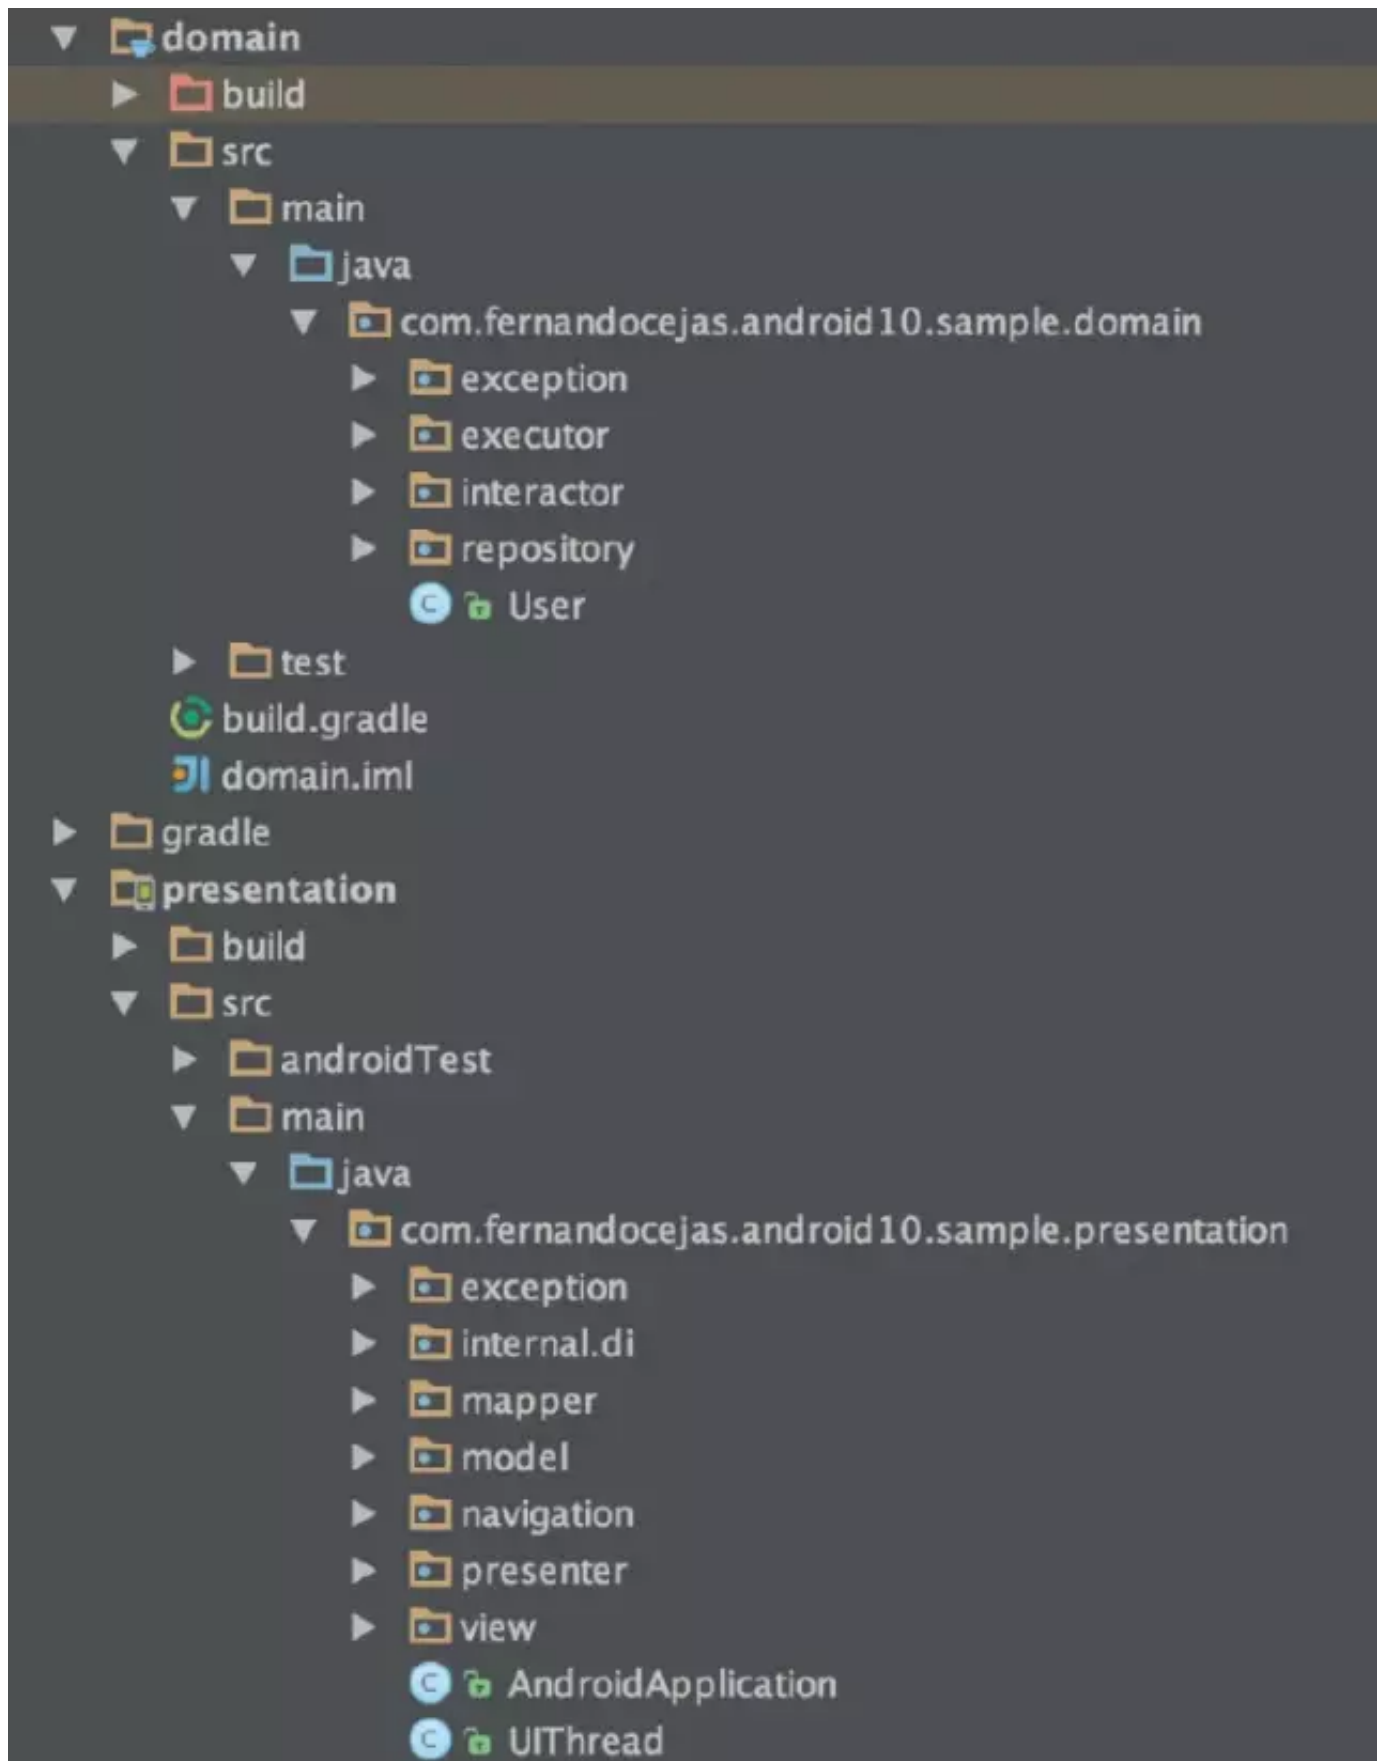 domain
build
src
main
java
com.fernandocejas.android10.sample.domain
exception
executor
interactor
repository
C User
test
build.gradle
domain.iml
gradle
presentation
build
src
androidTest
main
java
com.fernandocejas.android10.sample.presentation
exception
internal.di
mapper
model
navigation
presenter
view
C AndroidApplication
C UIThread